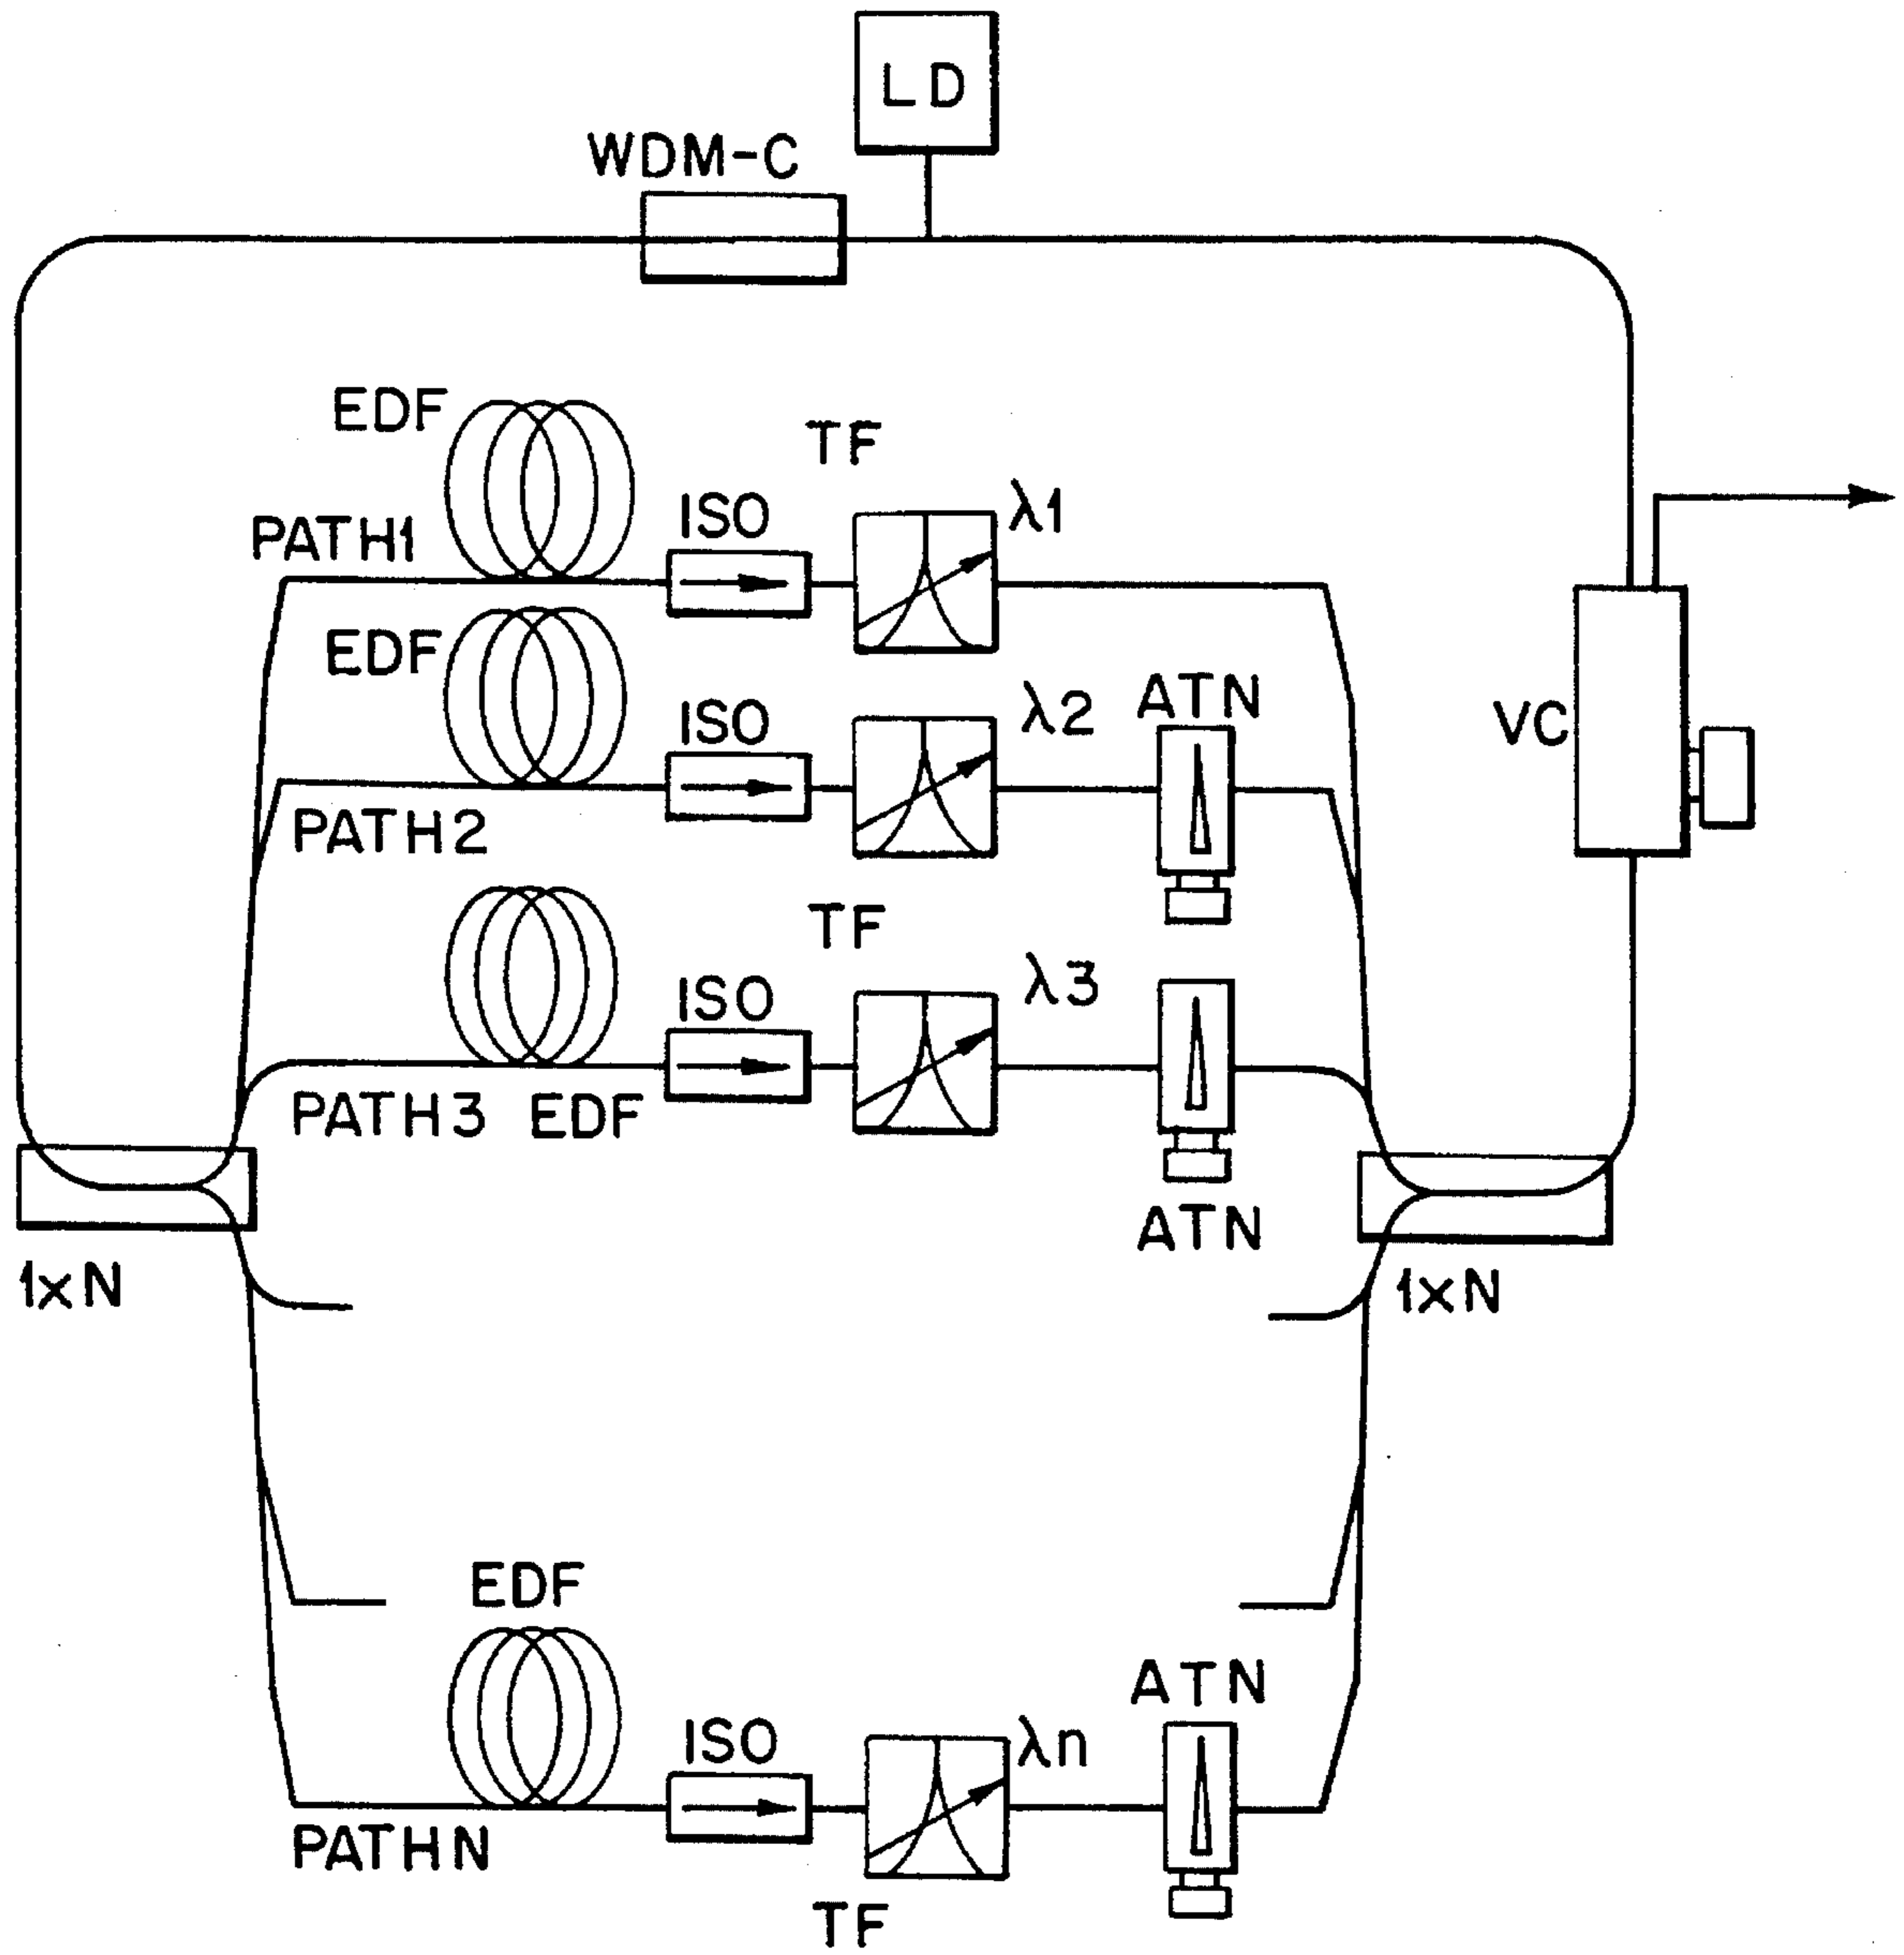 LD
WDM-C
EDF
TF
PATH1
ISO
λ1
EDF
ISO
λ2
ATN
VC
PATH2
TF
ISO
λ3
PATH3
EDF
ATN
1xN
1xN
EDF
ATN
ISO
λn
PATHN
TF